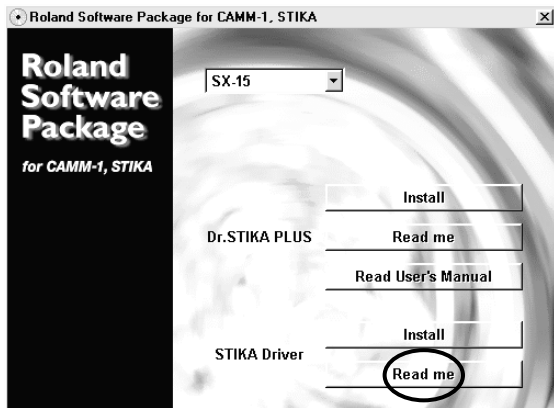 Roland Software Package for CAMM-1, STIKA
Roland
Software
Package
for CAMM-1, STIKA
SX-15
Install
Dr.STIKA PLUS
Read me
Read User's Manual
Install
STIKA Driver
Read me